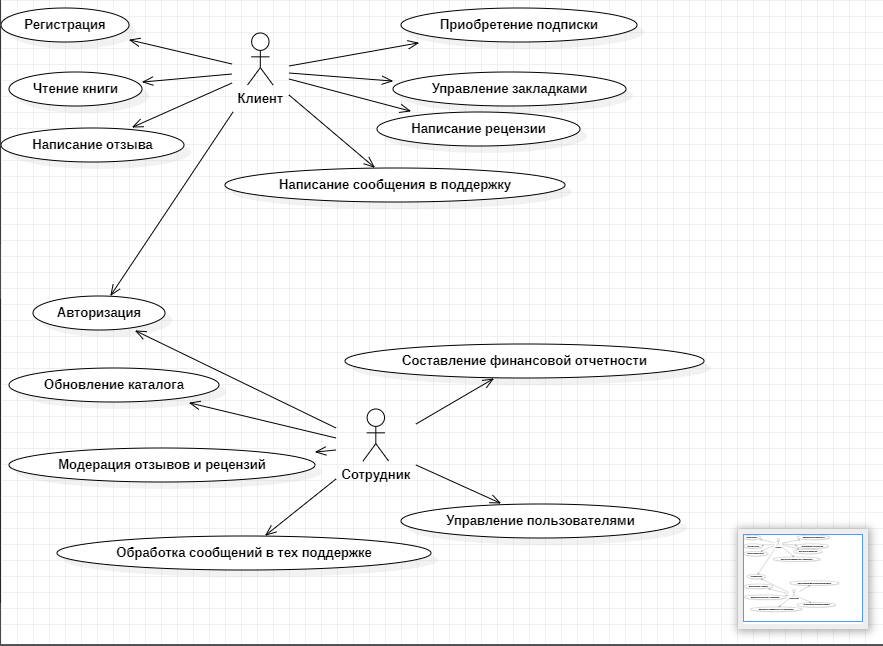 Регистрация
Приобретение подписки
Чтение книги
Управление закладками
Клиент
Написание рецензии
Написание отзыва
Написание сообщения в поддержку
Авторизация
Составление финансовой отчетности
Обновление каталога
Модерация отзывов и рецензий
Сотрудник
Управление пользователями
Обработка сообщений в тех поддержке